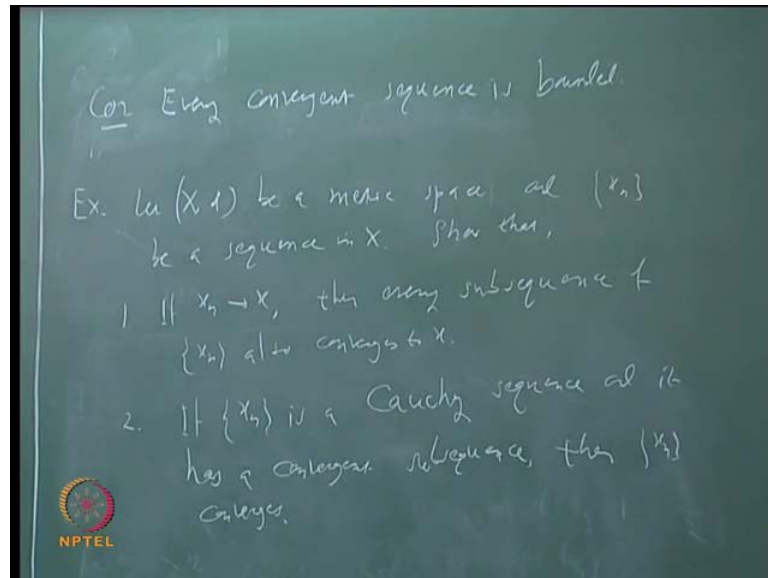 Cor Every convergent sequence is bounded.
Ex. Let (X, d) be a metric space and {xₙ}
be a sequence in X. Show that,
1 If xₙ → x, then every subsequence of
{xₙ} also converges to x.
2. If {xₙ} is a Cauchy sequence and it
has a convergent subsequence, then {xₙ}
converges.
NPTEL